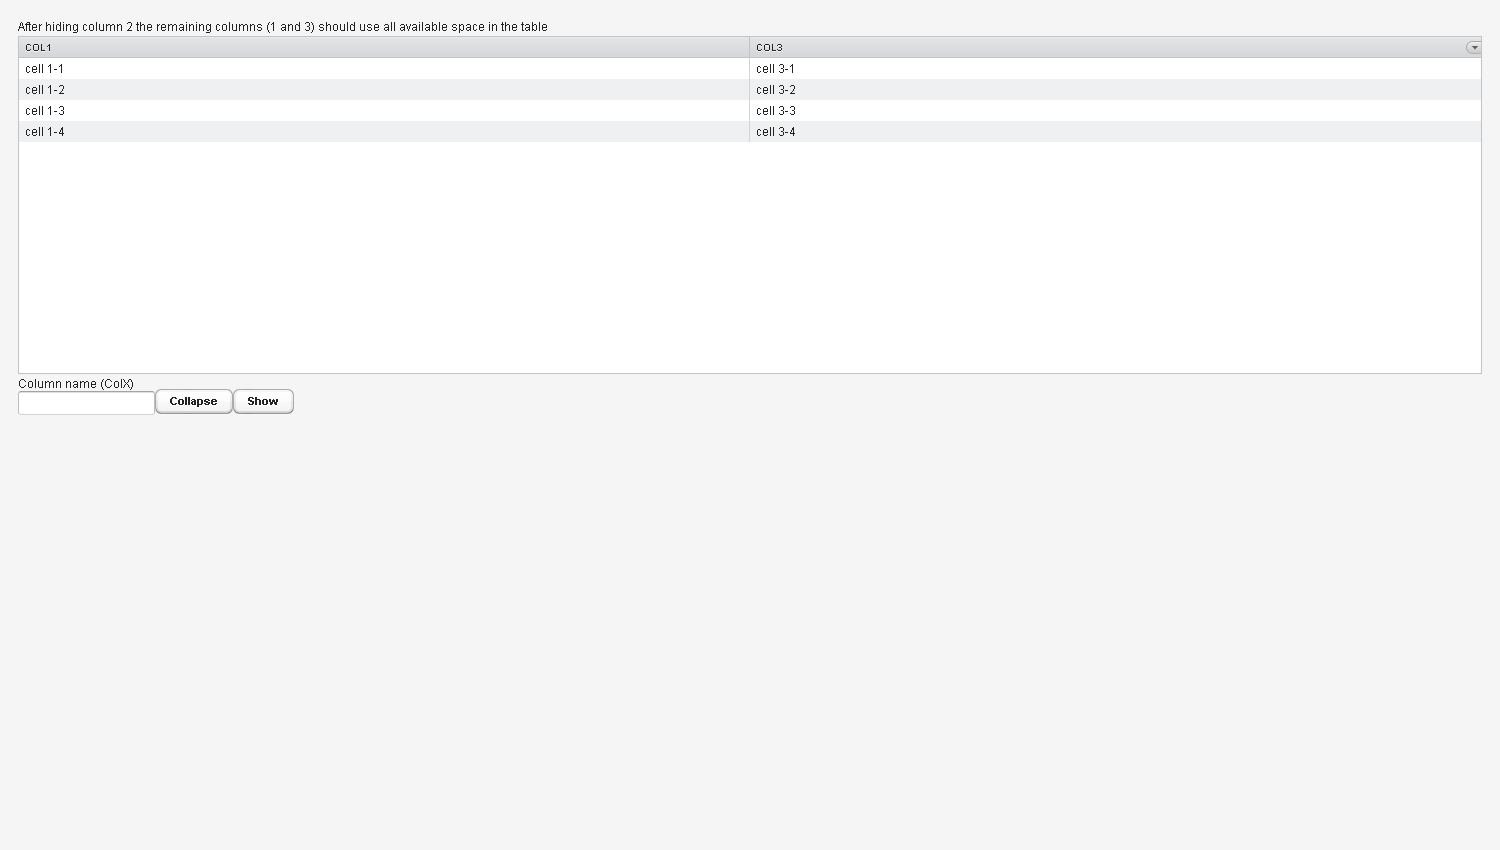 After hiding column 2 the remaining columns (1 and 3) should use all available space in the table
COL1 COL3
cell 1-1 cell 3-1
cell 1-2 cell 3-2
cell 1-3 cell 3-3
cell 1-4 cell 3-4
Column name (ColX)
Collapse Show